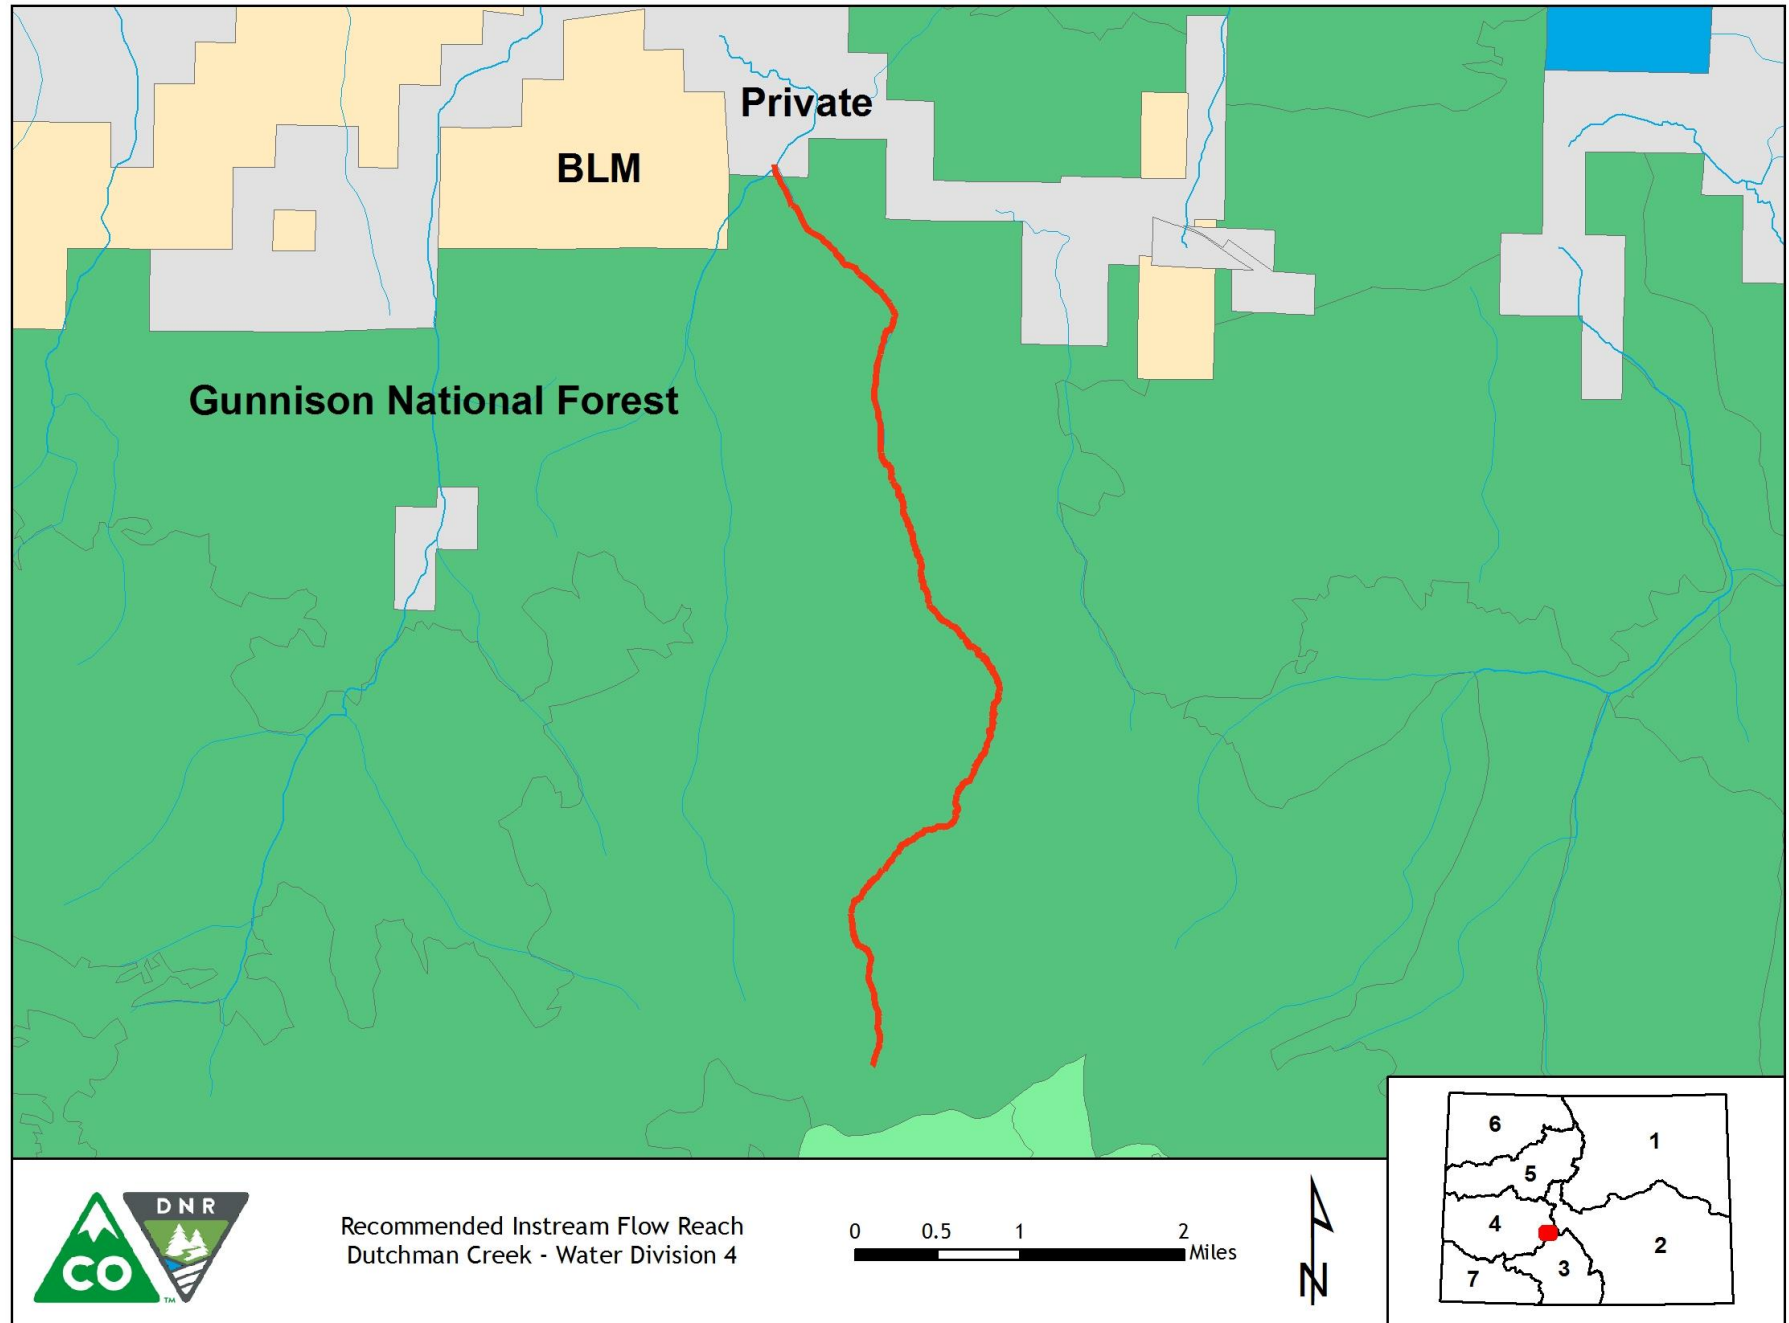 Private
BLM
Gunnison National Forest
DNR
CO
TM
Recommended Instream Flow Reach
Dutchman Creek - Water Division 4
0 0.5 1 2
Miles
N
6
1
5
4
2
3
7